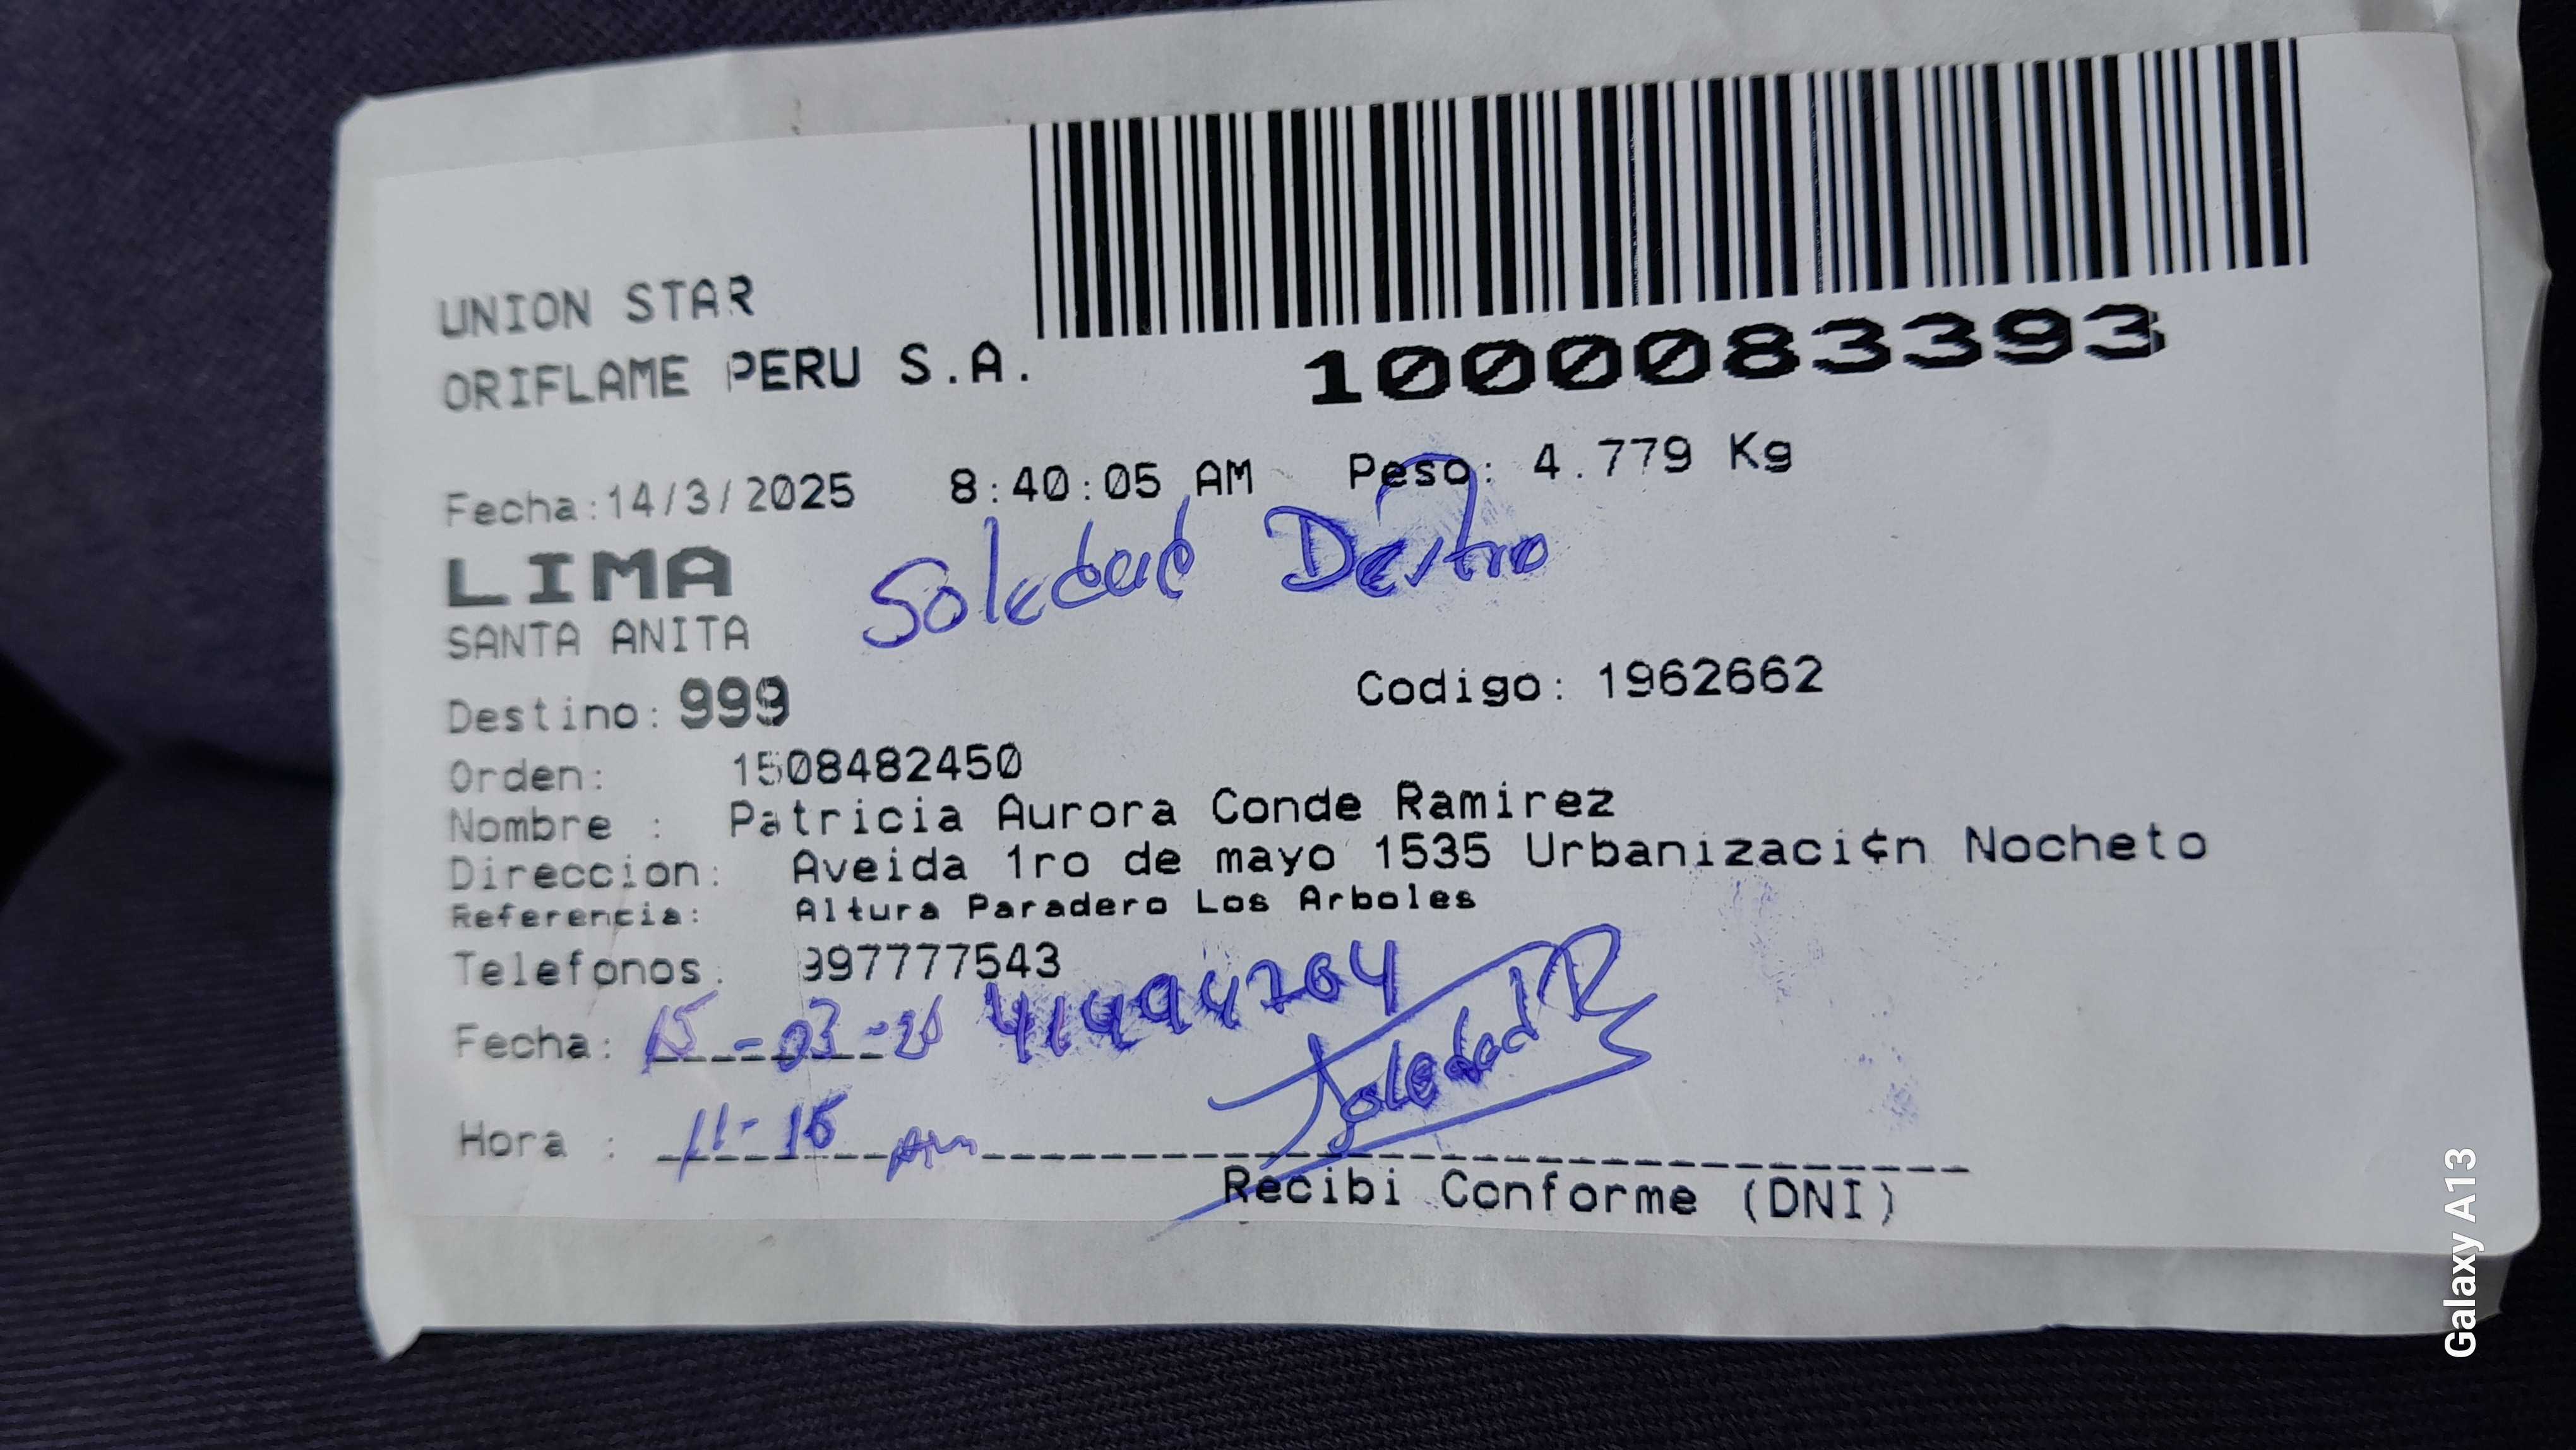 UNION STAR
ORIFLAME PERU S.A.
1000083393
Fecha:14/3/2025 8:40:05 AM Peso: 4.779 Kg
LIMA
Soledad
SANTA ANITA
Destino: 999 Codigo: 1962662
Orden: 1508482450
Nombre : Patricia Aurora Conde Ramirez
Direccion: Aveida 1ro de mayo 1535 Urbanizaci¢n Nocheto
Referencia: Altura Paradero Los Arboles
Telefonos. 997777543
41494704
Fecha: 15-03-25
Soledad
Hora : 11-16 AM
Recibi Conforme (DNI)
Galaxy A13